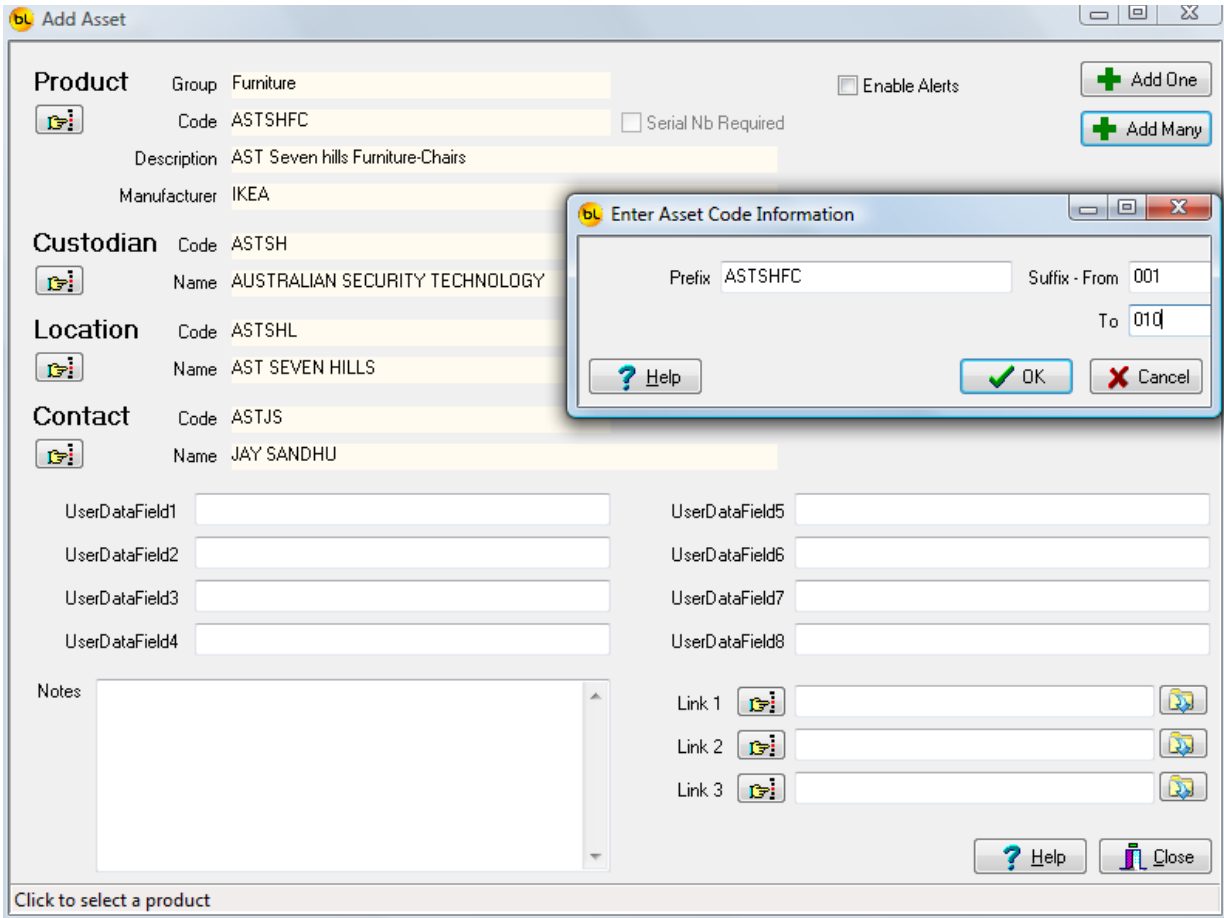 bL Add Asset
Product Group Furniture Enable Alerts Add One
Code ASTSHFC Serial Nb Required Add Many
Description AST Seven hills Furniture-Chairs
Manufacturer IKEA
bL Enter Asset Code Information
Prefix ASTSHFC Suffix - From 001
To 010
? Help OK Cancel
Custodian Code ASTSH
Name AUSTRALIAN SECURITY TECHNOLOGY
Location Code ASTSHL
Name AST SEVEN HILLS
Contact Code ASTJS
Name JAY SANDHU
UserDataField1 UserDataField5
UserDataField2 UserDataField6
UserDataField3 UserDataField7
UserDataField4 UserDataField8
Notes Link 1
Link 2
Link 3
? Help Close
Click to select a product